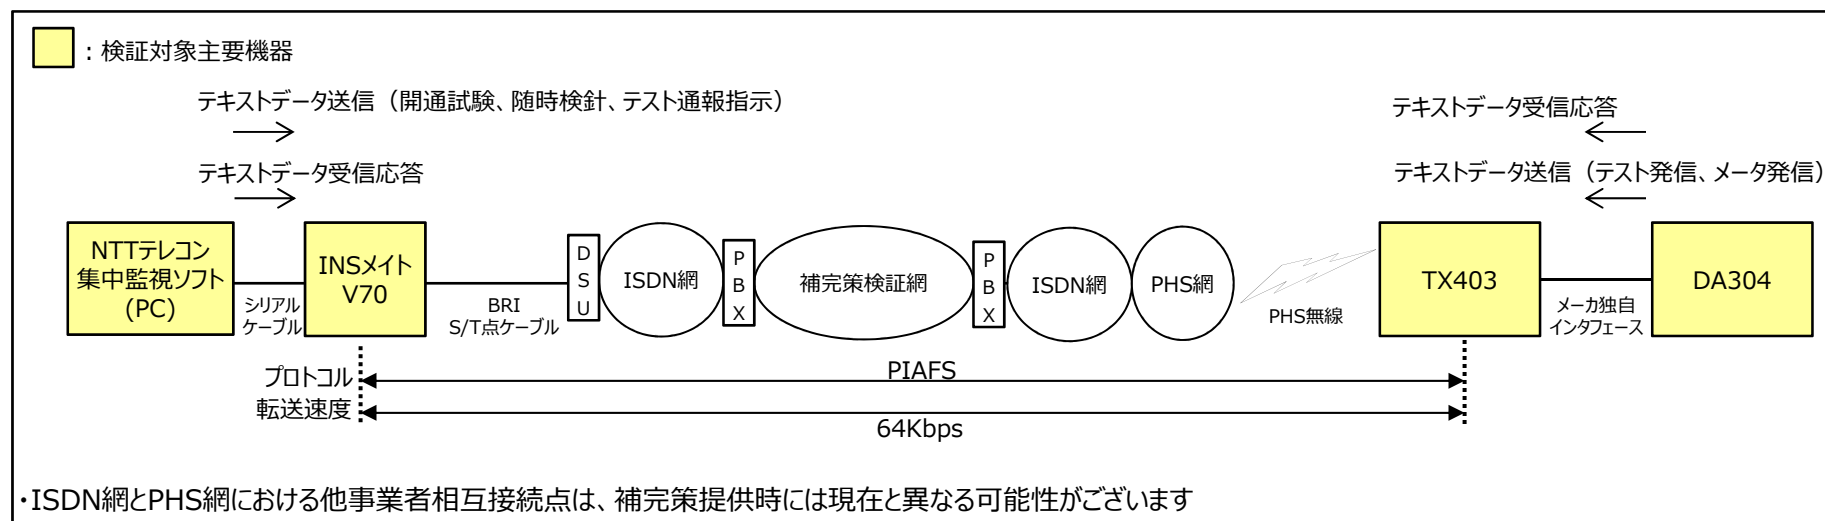 ：検証対象主要機器
テキストデータ送信（開通試験、随時検針、テスト通報指示）
テキストデータ受信応答
テキストデータ受信応答
テキストデータ送信（テスト発信、メータ発信）
NTTテレコン
集中監視ソフト
(PC)
シリアル
ケーブル
INSメイト
V70
BRI
S/T点ケーブル
DSU
ISDN網
PBX
補完策検証網
PBX
ISDN網
PHS網
PHS無線
TX403
メーカ独自
インタフェース
DA304
プロトコル
PIAFS
転送速度
64Kbps
・ISDN網とPHS網における他事業者相互接続点は、補完策提供時には現在と異なる可能性がございます